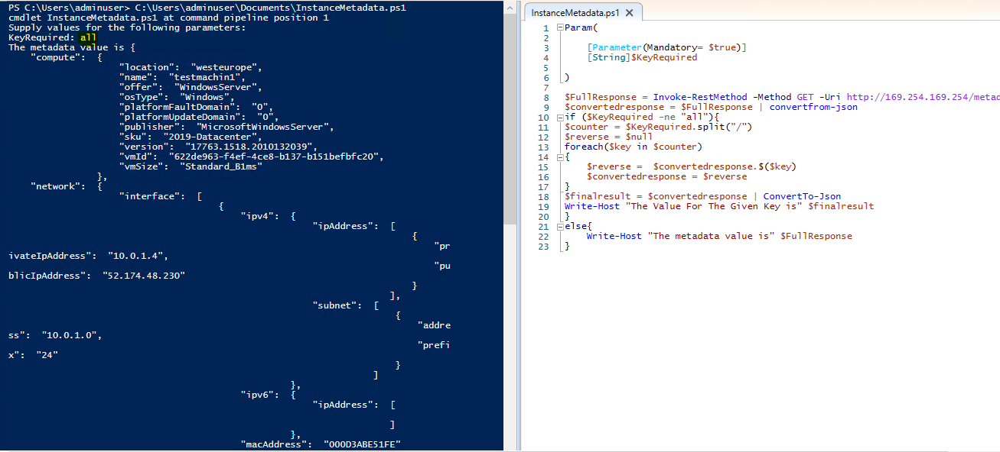 PS C:\Users\adminuser> C:\Users\adminuser\Documents\InstanceMetadata.ps1
cmdlet InstanceMetadata.ps1 at command pipeline position 1
Supply values for the following parameters:
KeyRequired: all
The metadata value is {
"compute": {
"location": "westeurope",
"name": "testmachin1",
"offer": "WindowsServer",
"osType": "Windows",
"platformFaultDomain": "0",
"platformUpdateDomain": "0",
"publisher": "MicrosoftWindowsServer",
"sku": "2019-Datacenter",
"version": "17763.1518.2010132039",
"vmId": "622de963-f4ef-4ce8-b137-b151befbfc20",
"vmSize": "Standard_B1ms"
},
"network": {
"interface": [
{
"ipv4": {
"ipAddress": [
{
"pr
ivateIpAddress": "10.0.1.4",
"pu
blicIpAddress": "52.174.48.230"
}
],
"subnet": [
{
"addre
ss": "10.0.1.0",
"prefi
x": "24"
}
]
},
"ipv6": {
"ipAddress": [
]
},
"macAddress": "000D3ABE51FE"
InstanceMetadata.ps1 X
1 Param(
2
3 [Parameter(Mandatory= $true)]
4 [String]$KeyRequired
5
6 )
7
8 $FullResponse = Invoke-RestMethod -Method GET -Uri http://169.254.169.254/metad
9 $convertedresponse = $FullResponse | convertfrom-json
10 if ($KeyRequired -ne "all"){
11 $counter = $KeyRequired.split("/")
12 $reverse = $null
13 foreach($key in $counter)
14 {
15 $reverse = $convertedresponse.$($key)
16 $convertedresponse = $reverse
17 }
18 $finalresult = $convertedresponse | ConvertTo-Json
19 Write-Host "The Value For The Given Key is" $finalresult
20 }
21 else{
22 Write-Host "The metadata value is" $FullResponse
23 }